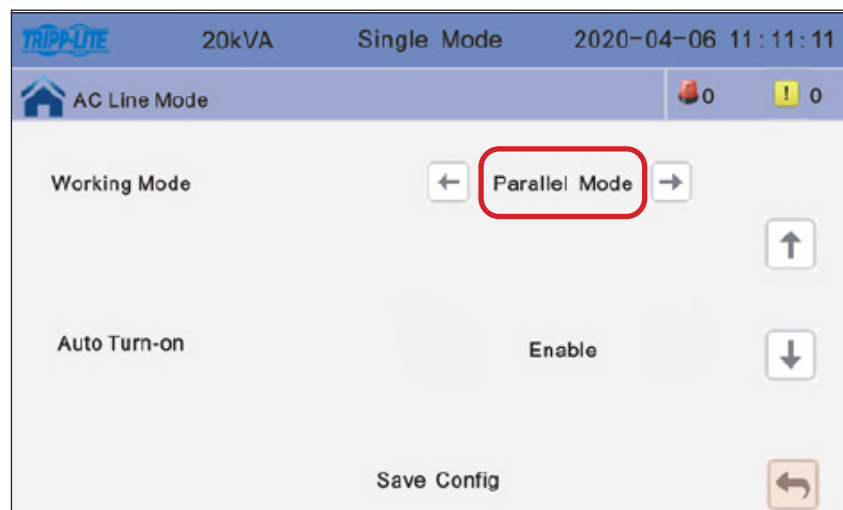 TRIPP-LITE 20kVA Single Mode 2020-04-06 11:11:11
AC Line Mode 0 ! 0
Working Mode ← Parallel Mode →
↑
Auto Turn-on Enable ↓
Save Config